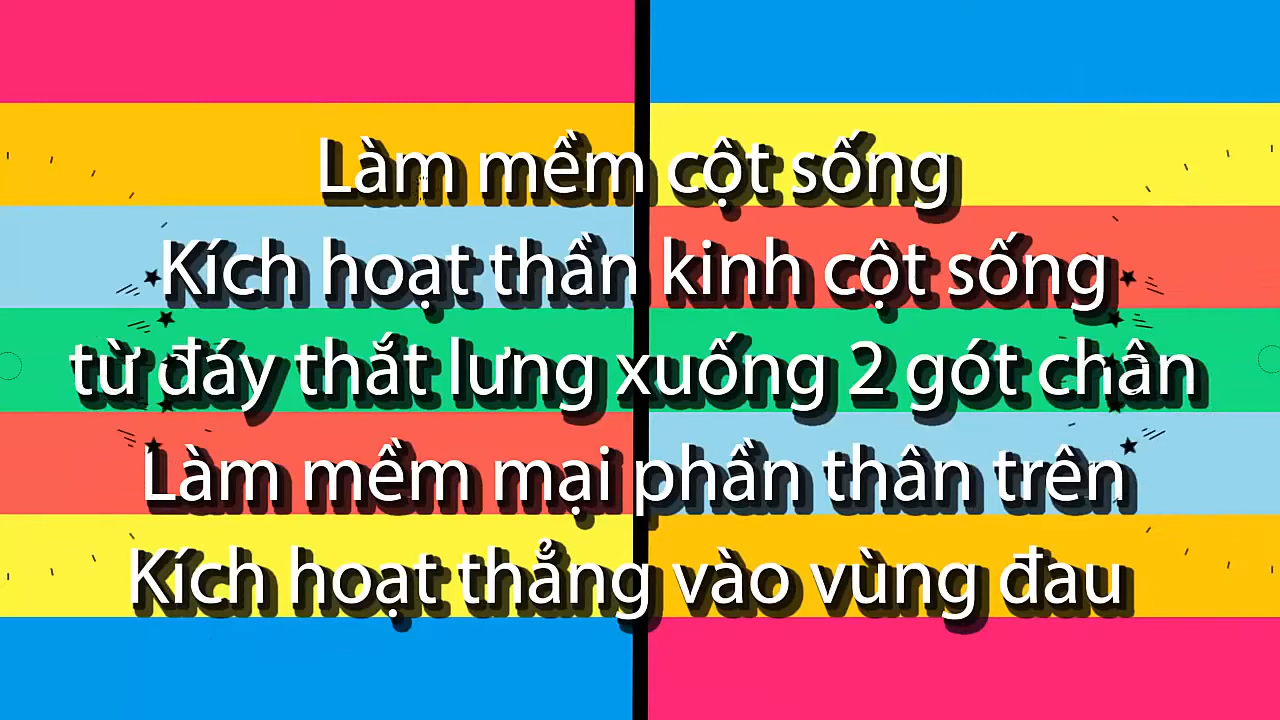 Làm mềm cột sống
Kích hoạt thần kinh cột sống
từ đáy thắt lưng xuống 2 gót chân
Làm mềm mại phần thân trên
Kích hoạt thẳng vào vùng đau